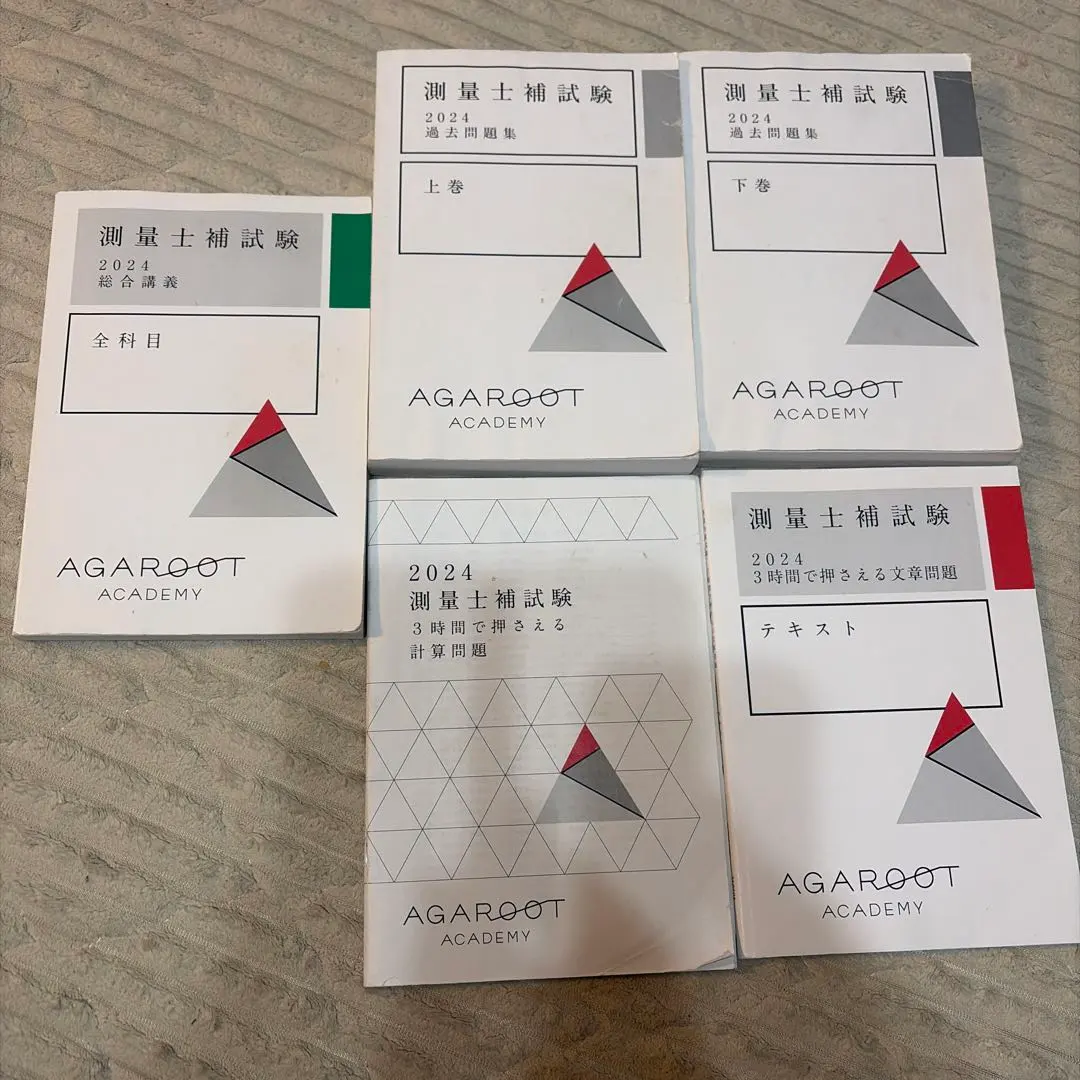 測量士補試験
2024
過去問題集
上巻
AGAROOT
ACADEMY
測量士補試験
2024
過去問題集
下巻
AGAROOT
ACADEMY
測量士補試験
2024
総合講義
全科目
AGAROOT
ACADEMY
2024
測量士補試験
3時間で押さえる
計算問題
AGAROOT
ACADEMY
測量士補試験
2024
3時間で押さえる文章問題
テキスト
AGAROOT
ACADEMY